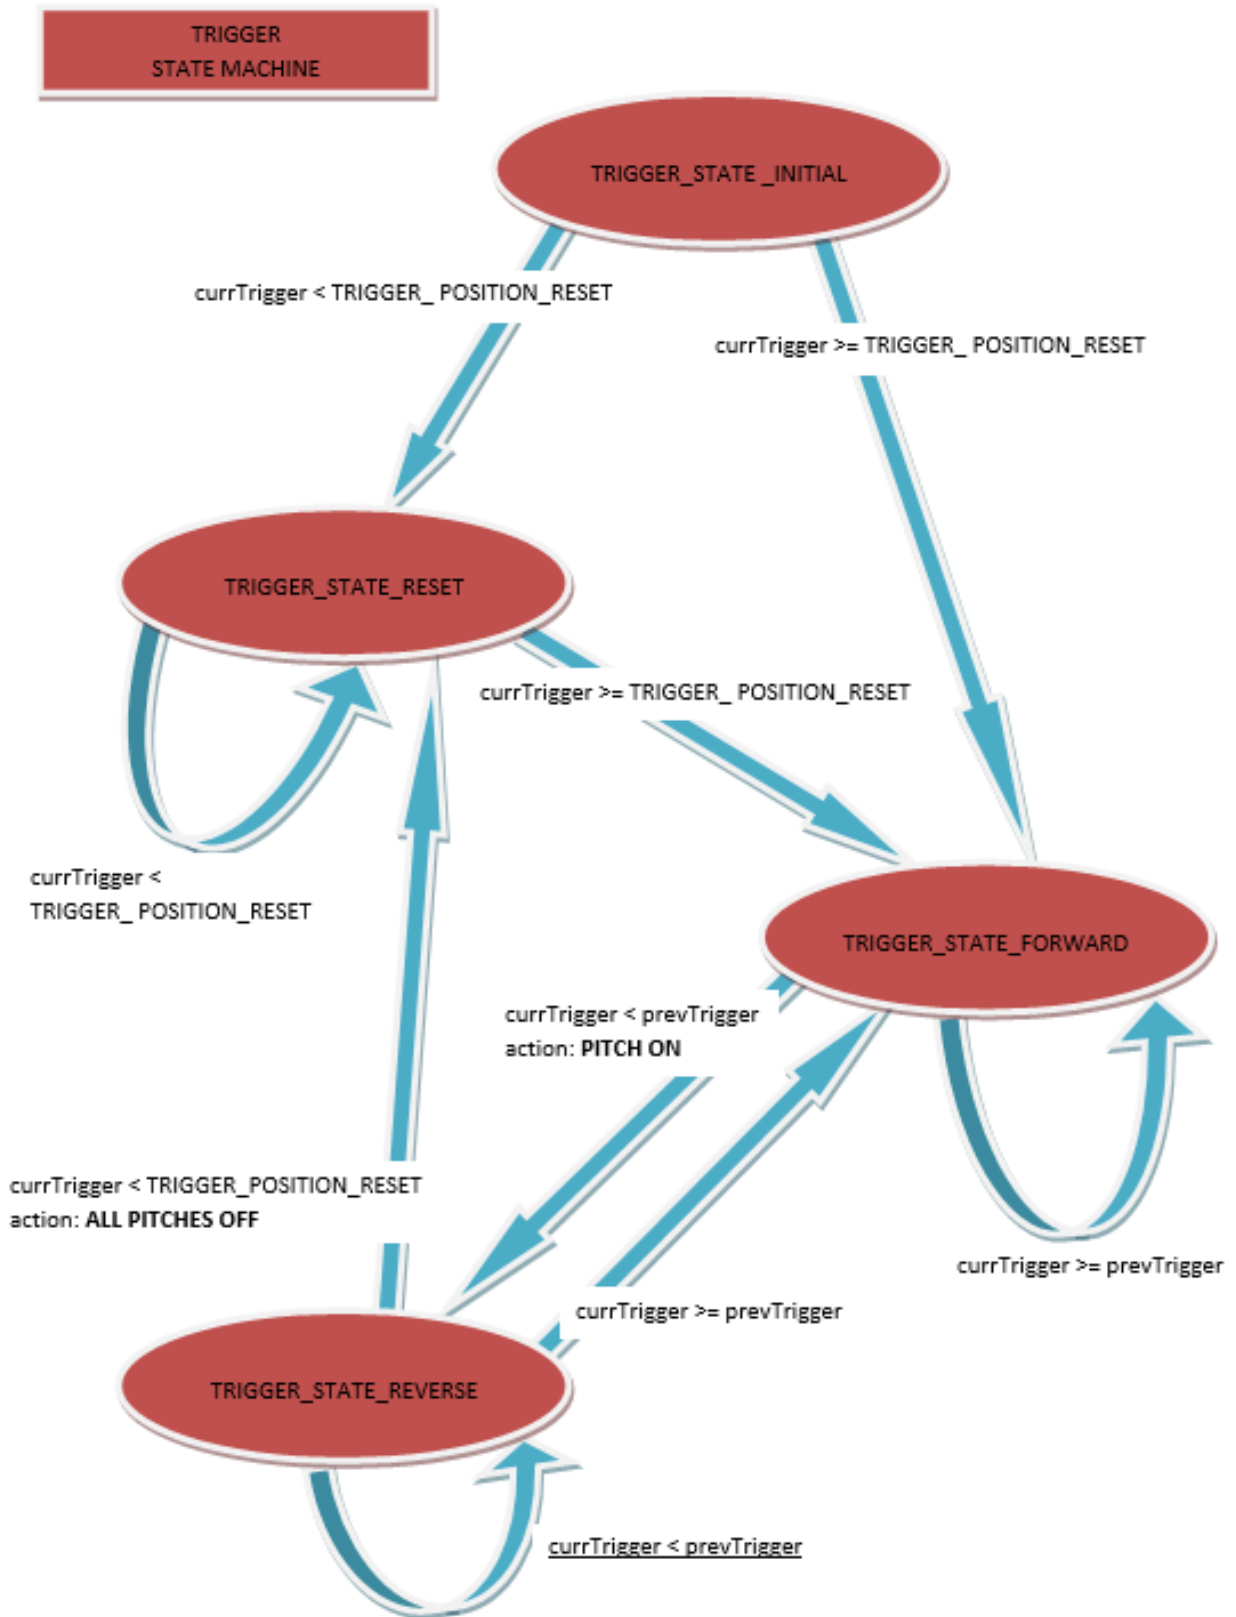 TRIGGER
STATE MACHINE
TRIGGER_STATE _INITIAL
currTrigger < TRIGGER_ POSITION_RESET
currTrigger >= TRIGGER_ POSITION_RESET
TRIGGER_STATE_RESET
currTrigger >= TRIGGER_ POSITION_RESET
currTrigger <
TRIGGER_ POSITION_RESET
TRIGGER_STATE_FORWARD
currTrigger < prevTrigger
action: PITCH ON
currTrigger < TRIGGER_POSITION_RESET
action: ALL PITCHES OFF
currTrigger >= prevTrigger
currTrigger >= prevTrigger
TRIGGER_STATE_REVERSE
currTrigger < prevTrigger